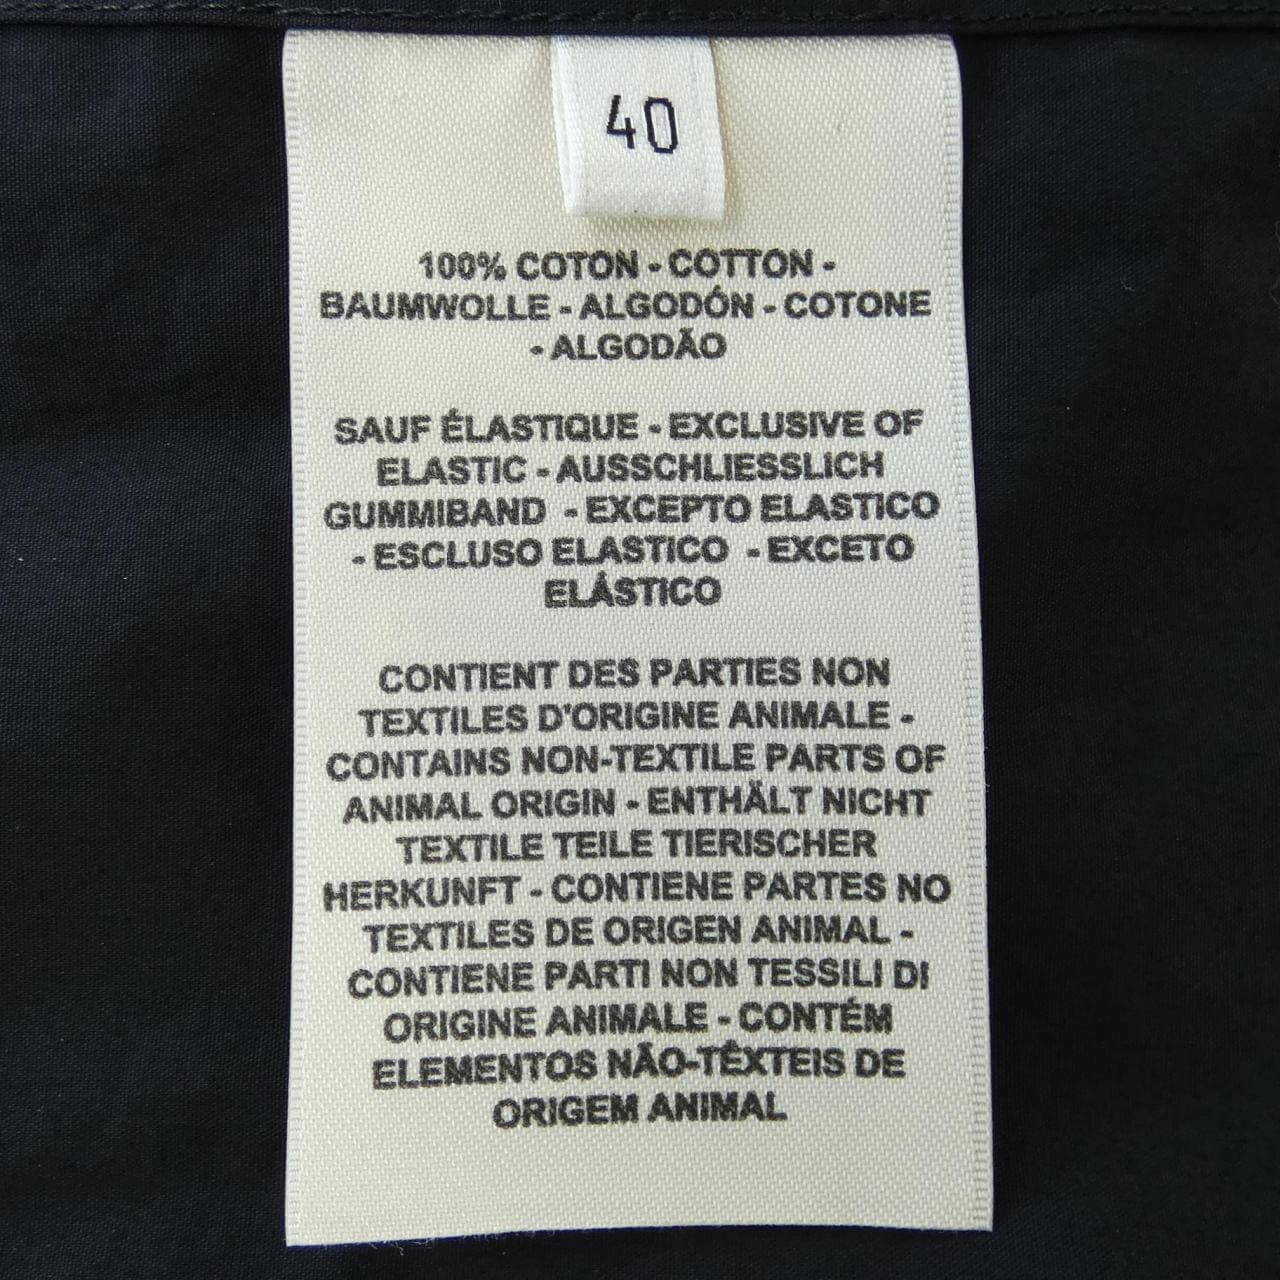 40
100% COTON - COTTON -
BAUMWOLLE - ALGODÓN - COTONE
- ALGODÃO
SAUF ÉLASTIQUE - EXCLUSIVE OF
ELASTIC - AUSSCHLIESSLICH
GUMMIBAND - EXCEPTO ELASTICO
- ESCLUSO ELASTICO - EXCETO
ELÁSTICO
CONTIENT DES PARTIES NON
TEXTILES D'ORIGINE ANIMALE -
CONTAINS NON-TEXTILE PARTS OF
ANIMAL ORIGIN - ENTHÄLT NICHT
TEXTILE TEILE TIERISCHER
HERKUNFT - CONTIENE PARTES NO
TEXTILES DE ORIGEN ANIMAL -
CONTIENE PARTI NON TESSILI DI
ORIGINE ANIMALE - CONTÉM
ELEMENTOS NÃO-TÊXTEIS DE
ORIGEM ANIMAL